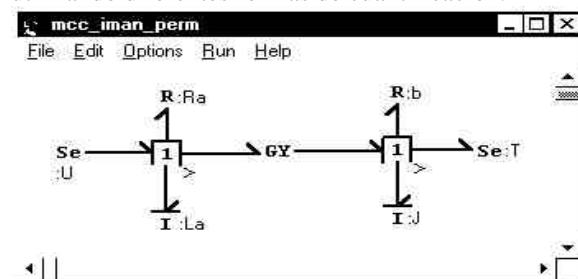 mcc_iman_perm
File Edit Options Run Help
R:Ra R:b
Se 1 GY 1 Se:T
:U > >
I:La I:J